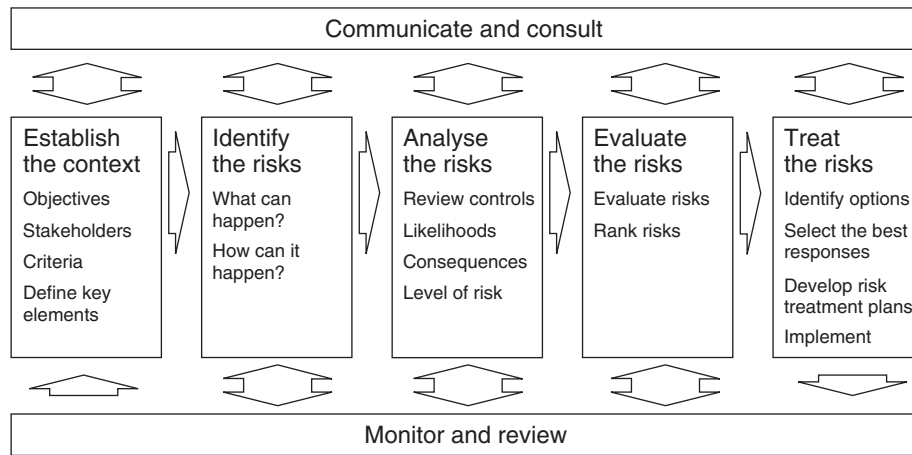 Communicate and consult
Establish
the context
Objectives
Stakeholders
Criteria
Define key
elements
Identify
the risks
What can
happen?
How can it
happen?
Analyse
the risks
Review controls
Likelihoods
Consequences
Level of risk
Evaluate
the risks
Evaluate risks
Rank risks
Treat
the risks
Identify options
Select the best
responses
Develop risk
treatment plans
Implement
Monitor and review